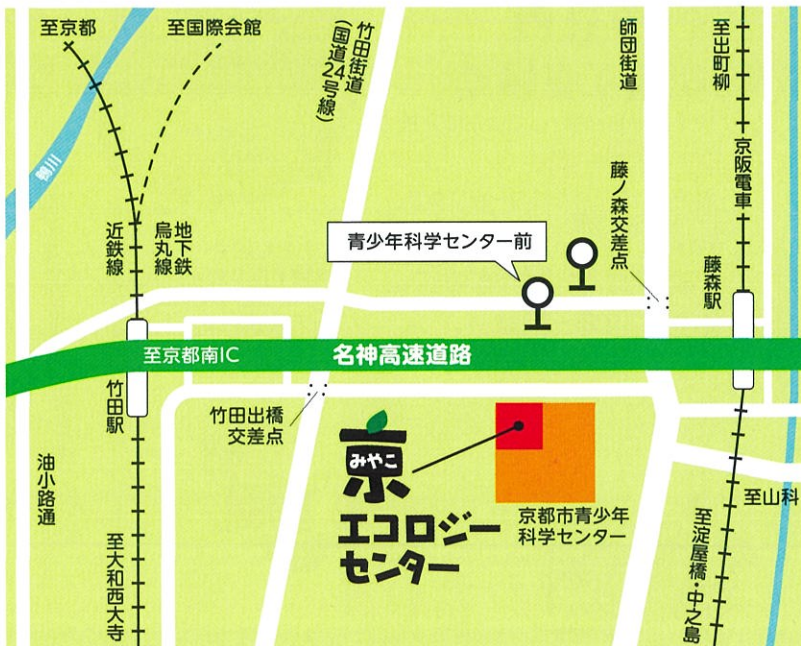 至京都
至国際会館
竹田街道
(国道24号線)
師団街道
至出町柳
京阪電車
鴨川
近鉄線
地下鉄
烏丸線
青少年科学センター前
藤ノ森交差点
藤森駅
至京都南IC
名神高速道路
竹田駅
竹田出橋
交差点
京
みやこ
エコロジー
センター
京都市青少年
科学センター
油小路通
至大和西大寺
至山科
至淀屋橋・中之島